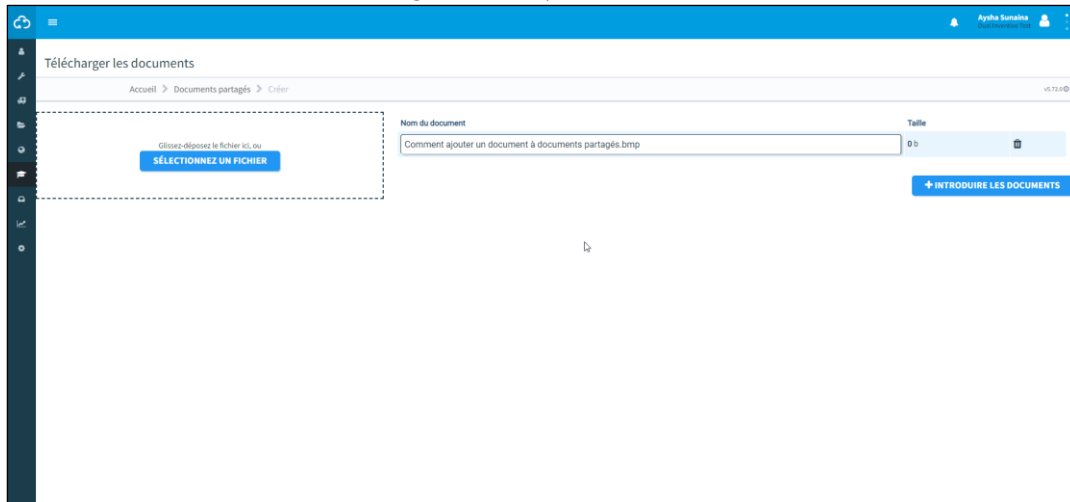 Aysha Sunaina
Télécharger les documents
Accueil > Documents partagés > Créer
Nom du document
Taille
Glissez-déposez le fichier ici, ou
SÉLECTIONNEZ UN FICHIER
Comment ajouter un document à documents partagés.bmp
0 b
+ INTRODUIRE LES DOCUMENTS